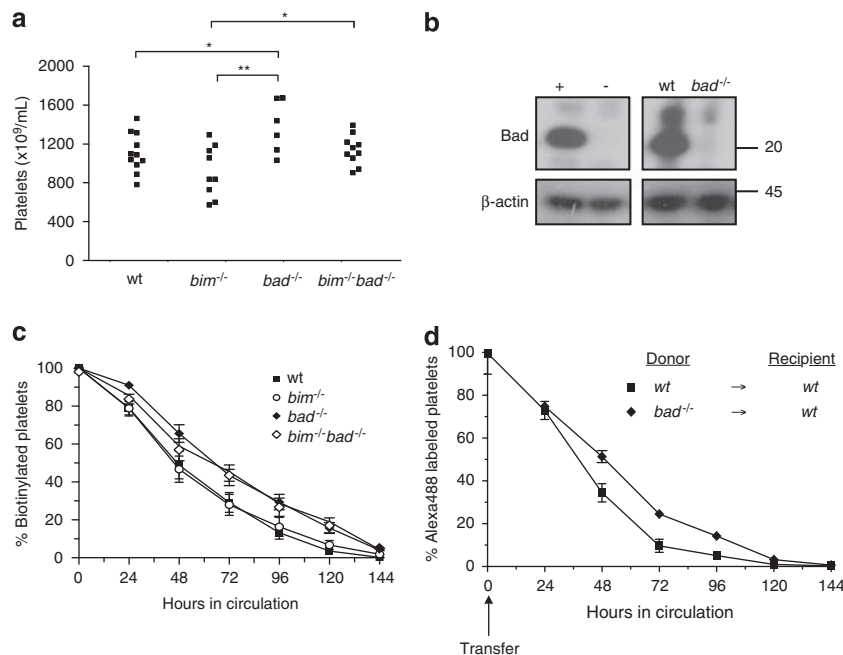 a
*
*
**
2000
1600
1200
800
400
0
Platelets (x10⁹/mL)
wt
bim-/-
bad-/-
bim-/-bad-/-
b
+ -
wt bad-/-
Bad
20
45
β-actin
c
100
80
60
40
20
0
% Biotinylated platelets
wt
bim-/-
bad-/-
bim-/-bad-/-
0 24 48 72 96 120 144
Hours in circulation
d
100
80
60
40
20
0
% Alexa488 labeled platelets
Donor Recipient
wt → wt
bad-/- → wt
0 24 48 72 96 120 144
Hours in circulation
Transfer